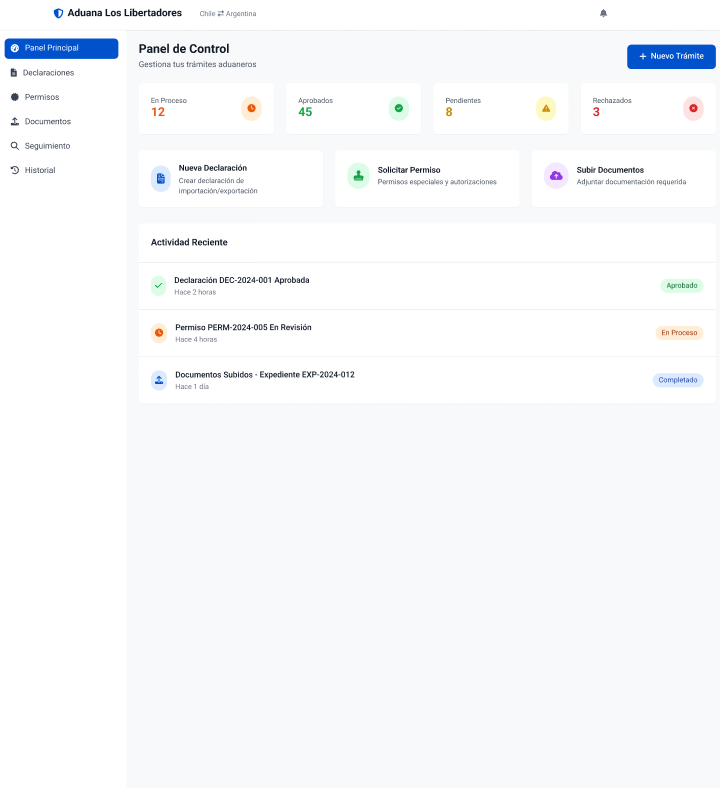 Aduana Los Libertadores
Chile ⇄ Argentina
Panel Principal
Declaraciones
Permisos
Documentos
Seguimiento
Historial
Panel de Control
Gestiona tus trámites aduaneros
+ Nuevo Trámite
En Proceso
12
Aprobados
45
Pendientes
8
Rechazados
3
Nueva Declaración
Crear declaración de
importación/exportación
Solicitar Permiso
Permisos especiales y autorizaciones
Subir Documentos
Adjuntar documentación requerida
Actividad Reciente
Declaración DEC-2024-001 Aprobada
Hace 2 horas
Aprobado
Permiso PERM-2024-005 En Revisión
Hace 4 horas
En Proceso
Documentos Subidos - Expediente EXP-2024-012
Hace 1 día
Completado